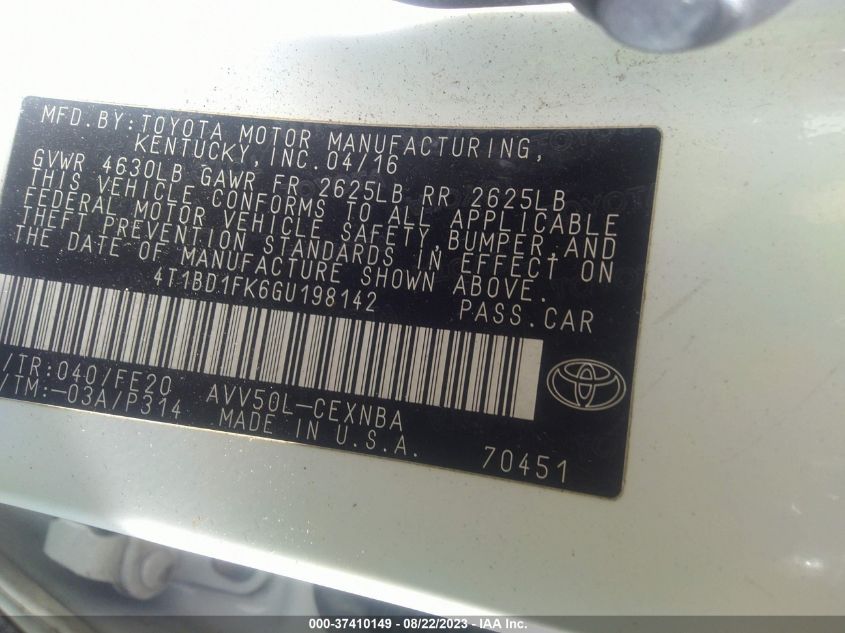 MFD.BY:TOYOTA MOTOR MANUFACTURING,
KENTUCKY, INC. 04/16
GVWR 4630LB GAWR FR 2625LB RR 2625LB
THIS VEHICLE CONFORMS TO ALL APPLICABLE
FEDERAL MOTOR VEHICLE SAFETY,BUMPER,AND
THEFT PREVENTION STANDARDS IN EFFECT ON
THE DATE OF MANUFACTURE SHOWN ABOVE.
4T1BD1FK6GU198142 PASS.CAR
/TR:040/FE20 AVV50L-CEXNBA
/TM:-03A/P314 MADE IN U.S.A. 70451
000-37410149 - 08/22/2023 - IAA Inc.